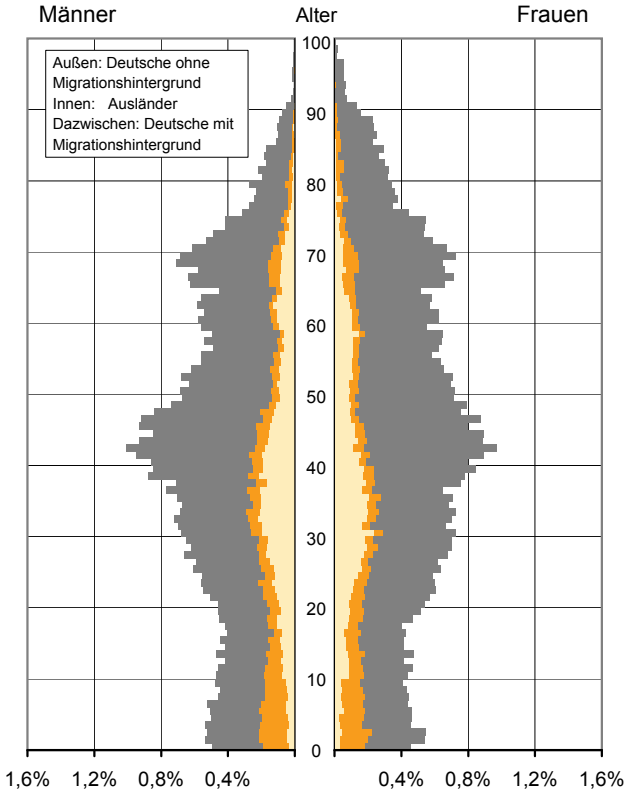 Männer Alter Frauen
100
Außen: Deutsche ohne
Migrationshintergrund
Innen: Ausländer
Dazwischen: Deutsche mit
Migrationshintergrund
90
80
70
60
50
40
30
20
10
0
1,6% 1,2% 0,8% 0,4% 0,4% 0,8% 1,2% 1,6%